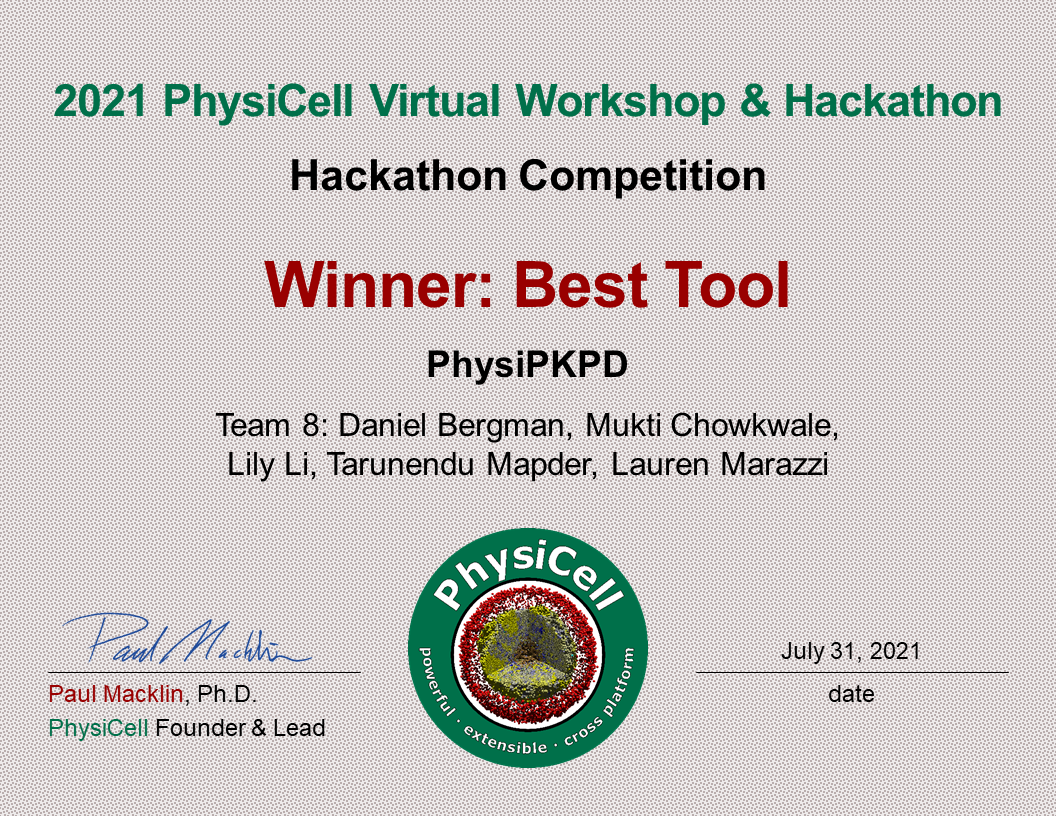 2021 PhysiCell Virtual Workshop & Hackathon
Hackathon Competition
Winner: Best Tool
PhysiPKPD
Team 8: Daniel Bergman, Mukti Chowkwale,
Lily Li, Tarunendu Mapder, Lauren Marazzi
PhysiCell
powerful · extensible · cross platform
Paul Macklin
Paul Macklin, Ph.D.
PhysiCell Founder & Lead
July 31, 2021
date